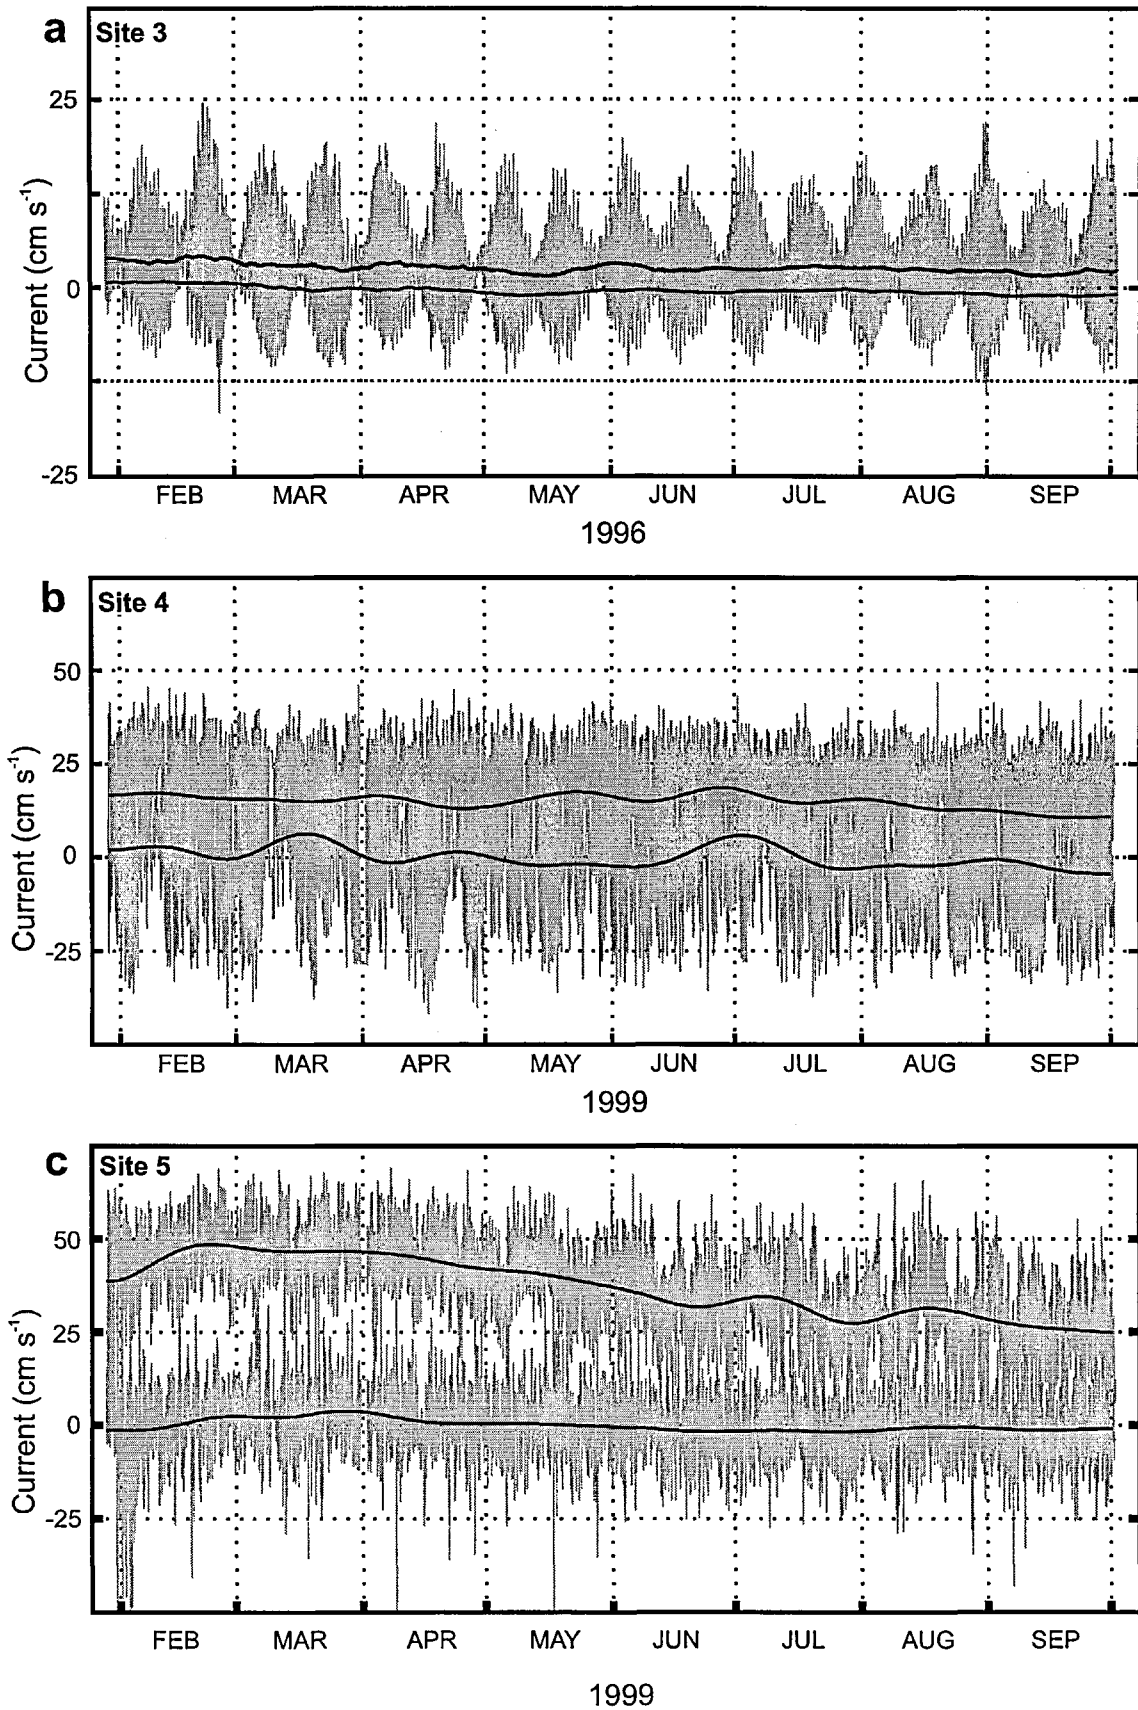 a Site 3
25
0
-25
Current (cm s⁻¹)
FEB MAR APR MAY JUN JUL AUG SEP
1996
b Site 4
50
25
0
-25
Current (cm s⁻¹)
FEB MAR APR MAY JUN JUL AUG SEP
1999
c Site 5
50
25
0
-25
Current (cm s⁻¹)
FEB MAR APR MAY JUN JUL AUG SEP
1999